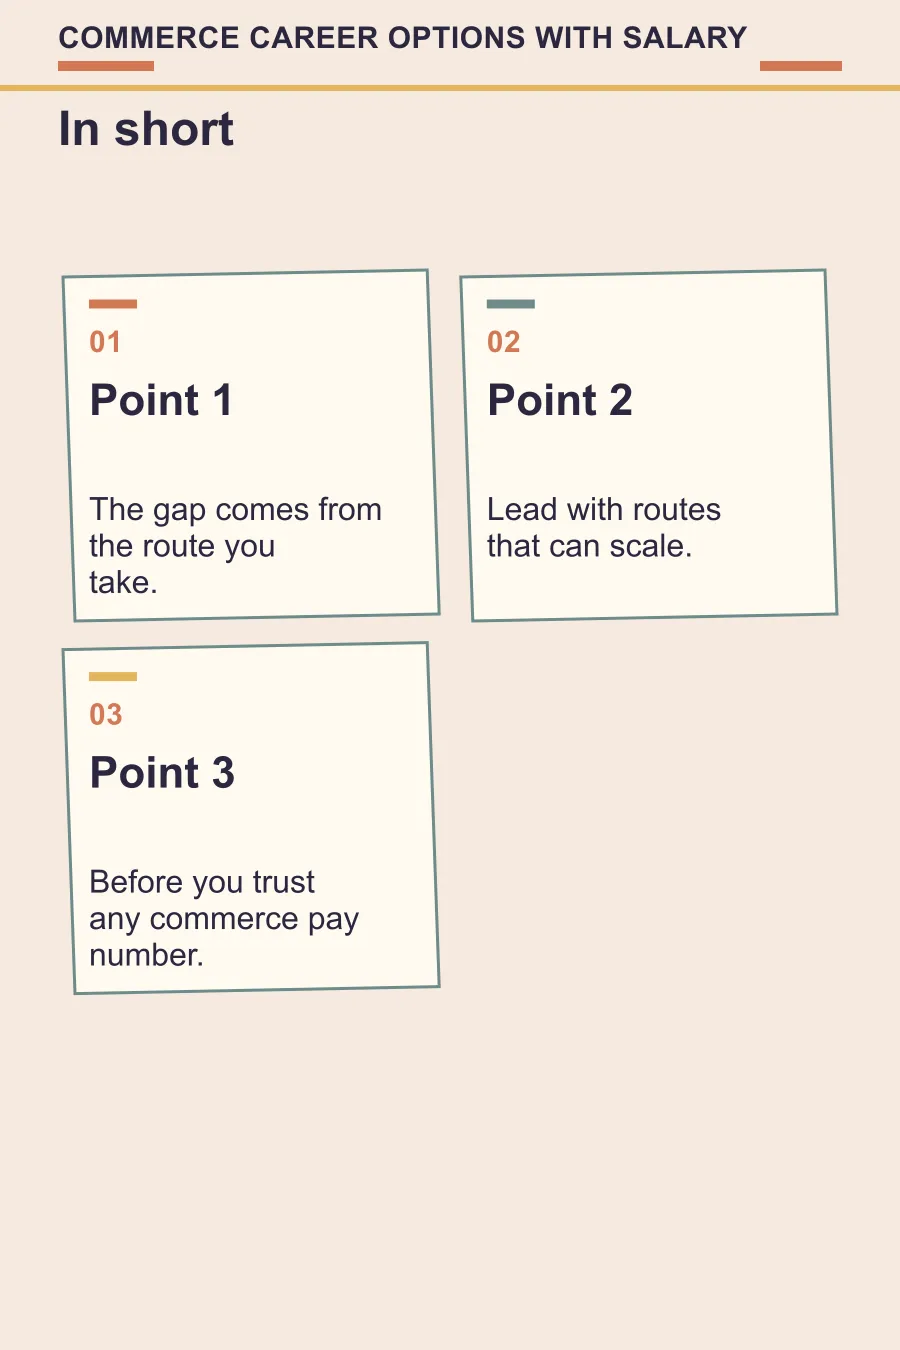 COMMERCE CAREER OPTIONS WITH SALARY
In short
01
Point 1
The gap comes from
the route you
take.
02
Point 2
Lead with routes
that can scale.
03
Point 3
Before you trust
any commerce pay
number.